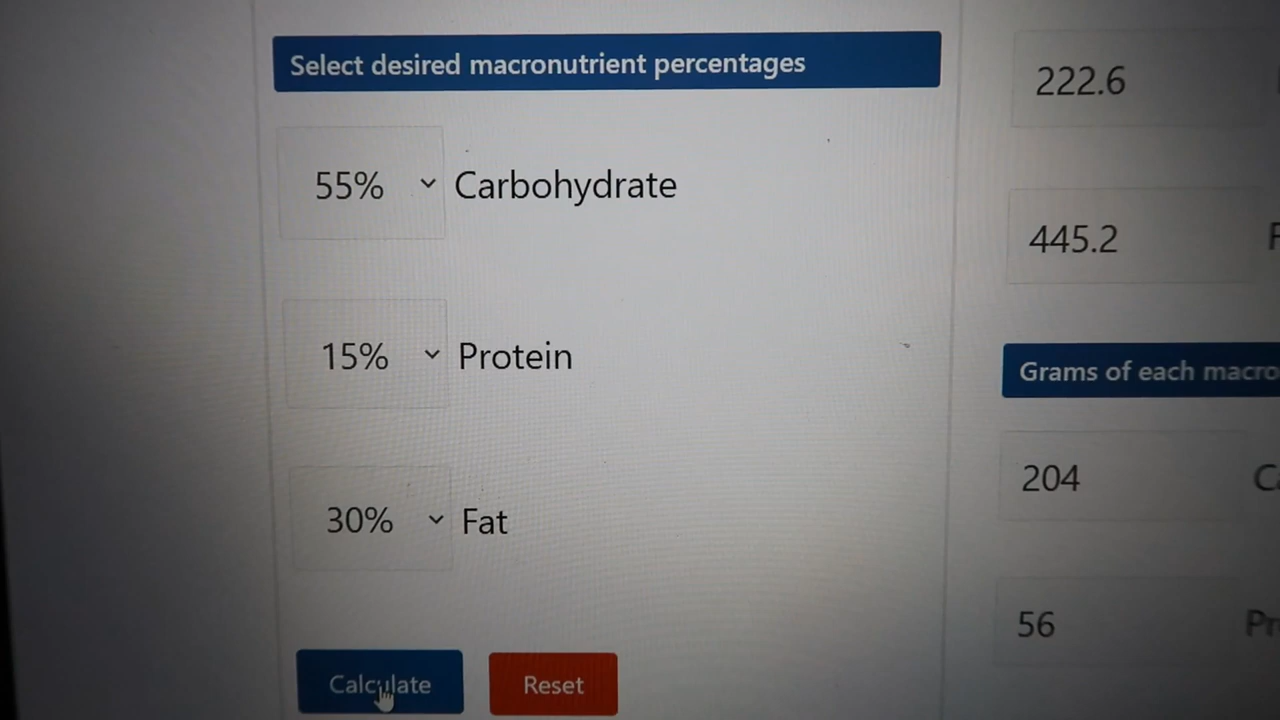 Select desired macronutrient percentages
55% Carbohydrate
15% Protein
30% Fat
Calculate Reset
222.6
445.2
Grams of each macro
204
56